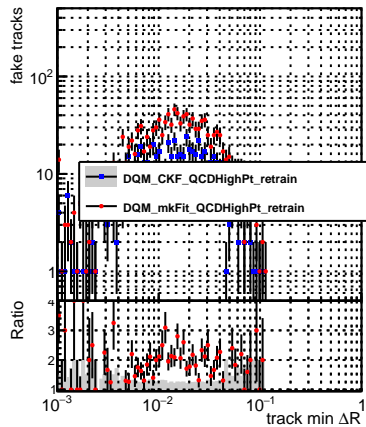 fake tracks
10²
10
1
DQM_CKF_QCDHighPt_retrain
DQM_mkFit_QCDHighPt_retrain
Ratio
4
3
2
1
10⁻³ 10⁻² 10⁻¹ 1
track min ΔR